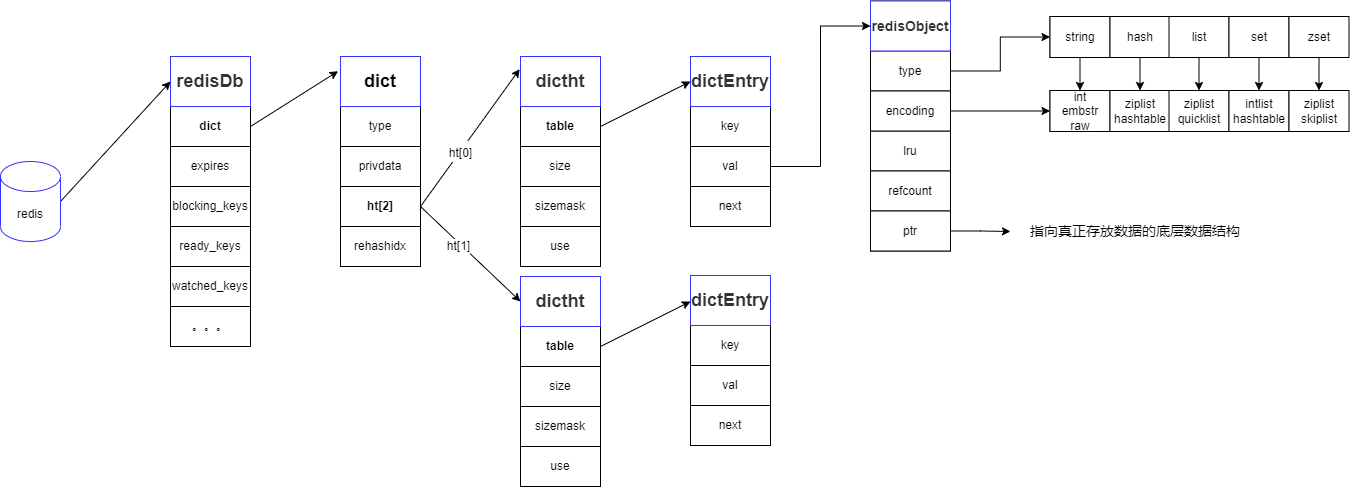 redis
redisDb
dict
expires
blocking_keys
ready_keys
watched_keys
。。。
dict
type
privdata
ht[2]
rehashidx
ht[0]
ht[1]
dictht
table
size
sizemask
use
dictht
table
size
sizemask
use
dictEntry
key
val
next
dictEntry
key
val
next
redisObject
type
encoding
lru
refcount
ptr
string
hash
list
set
zset
int
embstr
raw
ziplist
hashtable
ziplist
quicklist
intlist
hashtable
ziplist
skiplist
指向真正存放数据的底层数据结构